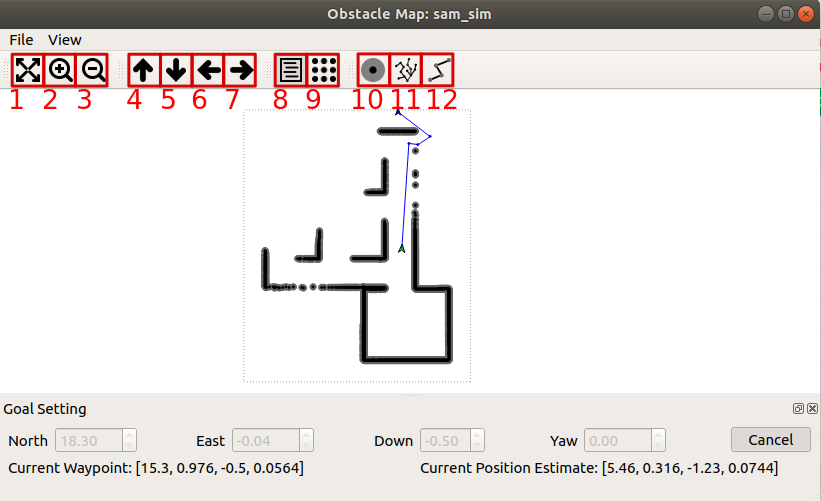 Obstacle Map: sam_sim
File View
1 2 3 4 5 6 7 8 9 10 11 12
Goal Setting
North 18.30 East -0.04 Down -0.50 Yaw 0.00 Cancel
Current Waypoint: [15.3, 0.976, -0.5, 0.0564] Current Position Estimate: [5.46, 0.316, -1.23, 0.0744]